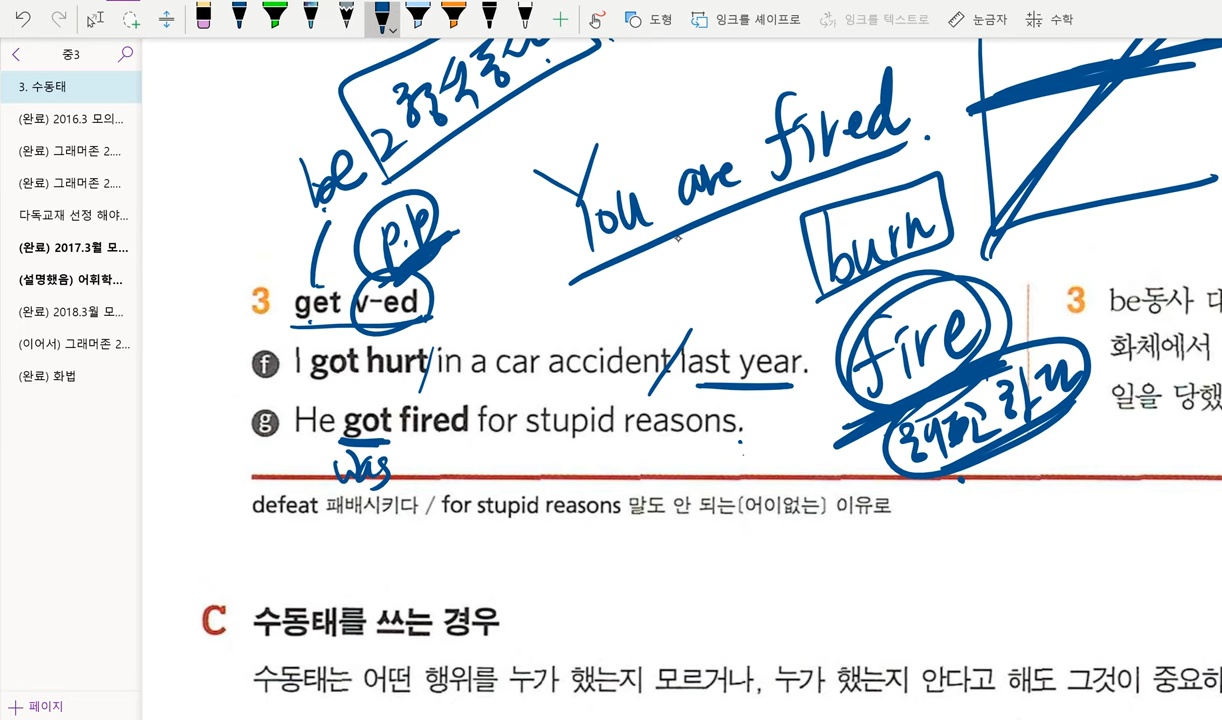 도형
잉크를 셰이프로
잉크를 텍스트로
눈금자
수학
중3
3. 수동태
(완료) 2016.3 모의...
(완료) 그래머존 2....
(완료) 그래머존 2....
다독교재 선정 해야...
(완료) 2017.3월 모...
(설명했음) 어휘학...
(완료) 2018.3월 모...
(이어서) 그래머존 2...
(완료) 화법
페이지
2형식동사
be
p.p
You are fired.
burn
fire
해고하다
3 get v-ed
f I got hurt in a car accident last year.
g He got fired for stupid reasons.
was
defeat 패배시키다 / for stupid reasons 말도 안 되는[어이없는] 이유로
3 be동사 대
화체에서
일을 당했
C 수동태를 쓰는 경우
수동태는 어떤 행위를 누가 했는지 모르거나, 누가 했는지 안다고 해도 그것이 중요하